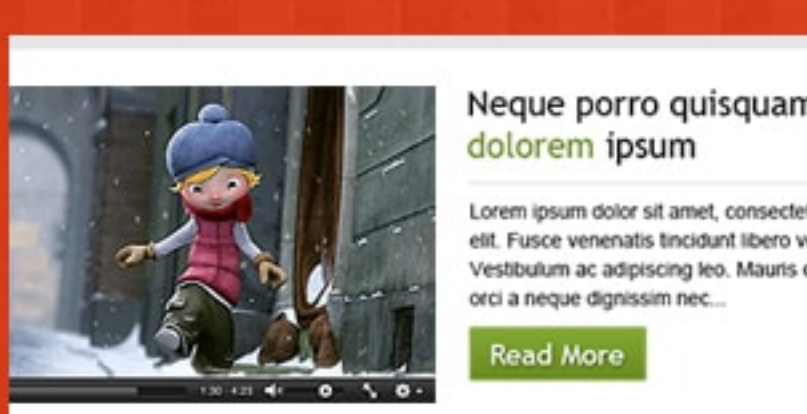 Neque porro quisquam
dolorem ipsum
Lorem ipsum dolor sit amet, consectet
elit. Fusce venenatis tincidunt libero v
Vestibulum ac adipiscing leo. Mauris
orci a neque dignissim nec...
Read More
1:30 - 4:23